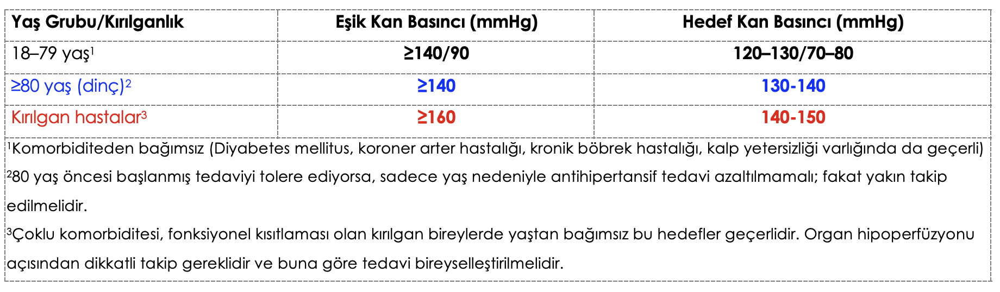 Yaş Grubu/Kırılganlık Eşik Kan Basıncı (mmHg) Hedef Kan Basıncı (mmHg)
18–79 yaş¹ ≥140/90 120–130/70–80
≥80 yaş (dinç)² ≥140 130-140
Kırılgan hastalar³ ≥160 140-150
¹Komorbiditeden bağımsız (Diyabetes mellitus, koroner arter hastalığı, kronik böbrek hastalığı, kalp yetersizliği varlığında da geçerli)
²80 yaş öncesi başlanmış tedaviyi tolere ediyorsa, sadece yaş nedeniyle antihipertansif tedavi azaltılmamalı; fakat yakın takip
edilmelidir.
³Çoklu komorbiditesi, fonksiyonel kısıtlaması olan kırılgan bireylerde yaştan bağımsız bu hedefler geçerlidir. Organ hipoperfüzyonu
açısından dikkatli takip gereklidir ve buna göre tedavi bireyselleştirilmelidir.